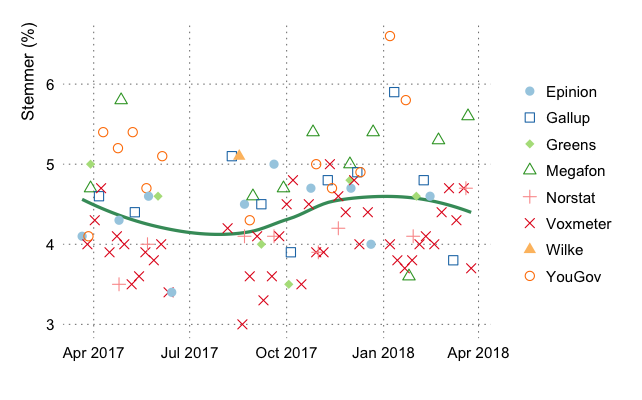 Stemmer (%)
6
5
4
3
Apr 2017 Jul 2017 Oct 2017 Jan 2018 Apr 2018
Epinion
Gallup
Greens
Megafon
Norstat
Voxmeter
Wilke
YouGov